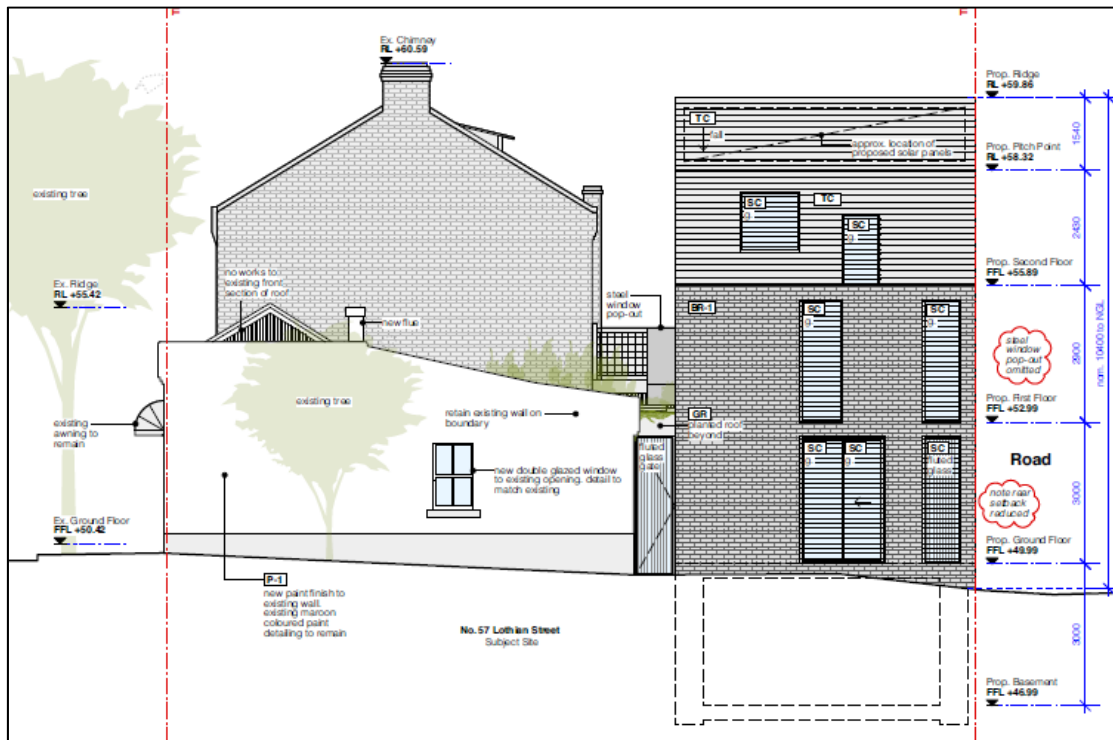 Ex. Chimney
RL +60.59
Prop. Ridge
RL +59.86
TC
fall
approx. location of
proposed solar panels
1540
Prop. Pitch Point
RL +58.32
existing tree
SC
g
TC
SC
g
2430
no works to
existing front
section of roof
Prop. Second Floor
FFL +55.89
Ex. Ridge
RL +55.42
new flue
steel
window
pop-out
BR-1
SC
g
SC
g
steel
window
pop-out
omitted
2900
nom. 10400 to NGL
existing tree
existing
awning to
remain
retain existing wall on
boundary
GR
planted roof
beyond
Prop. First Floor
FFL +52.99
fluted
glass
gate
SC
g
SC
g
SC
fluted
glass
Road
new double glazed window
to existing opening. detail to
match existing
note rear
setback
reduced
3000
Ex. Ground Floor
FFL +50.42
Prop. Ground Floor
FFL +49.99
P-1
new paint finish to
existing wall.
existing maroon
coloured paint
detailing to remain
No.57 Lothian Street
Subject Site
3000
Prop. Basement
FFL +46.99